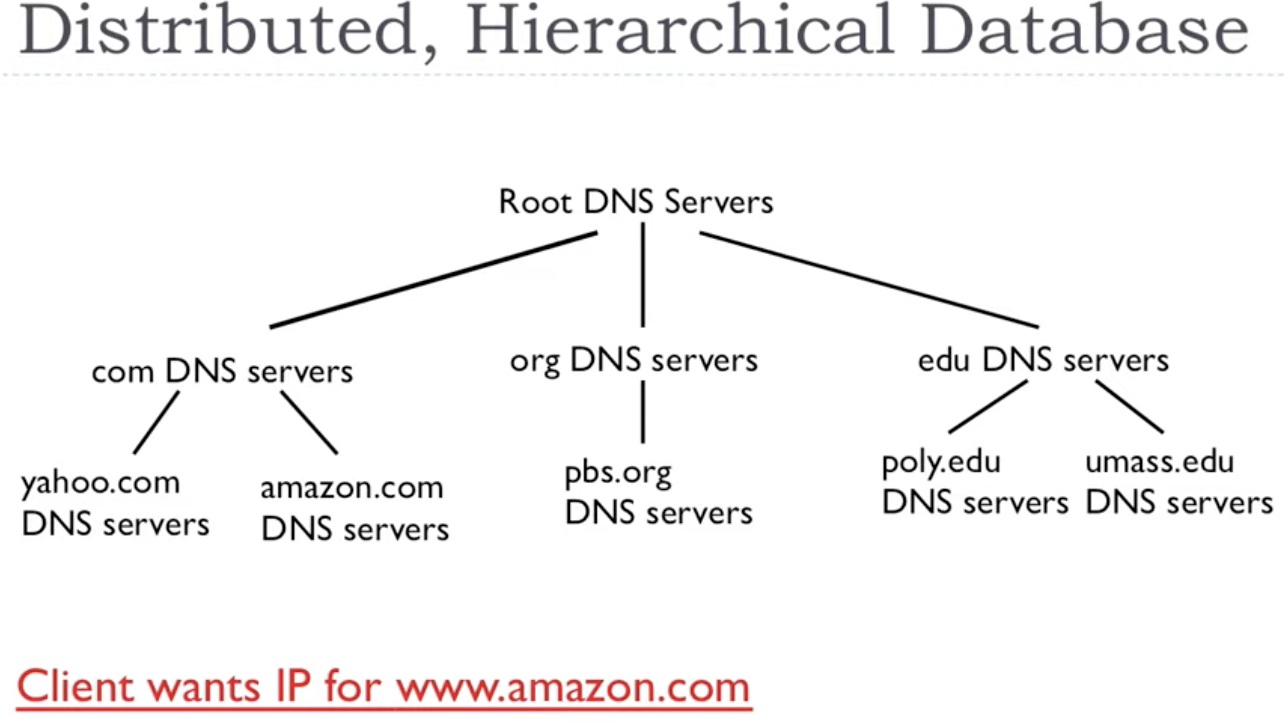 Distributed, Hierarchical Database
Root DNS Servers
com DNS servers
org DNS servers
edu DNS servers
yahoo.com
DNS servers
amazon.com
DNS servers
pbs.org
DNS servers
poly.edu
DNS servers
umass.edu
DNS servers
Client wants IP for www.amazon.com